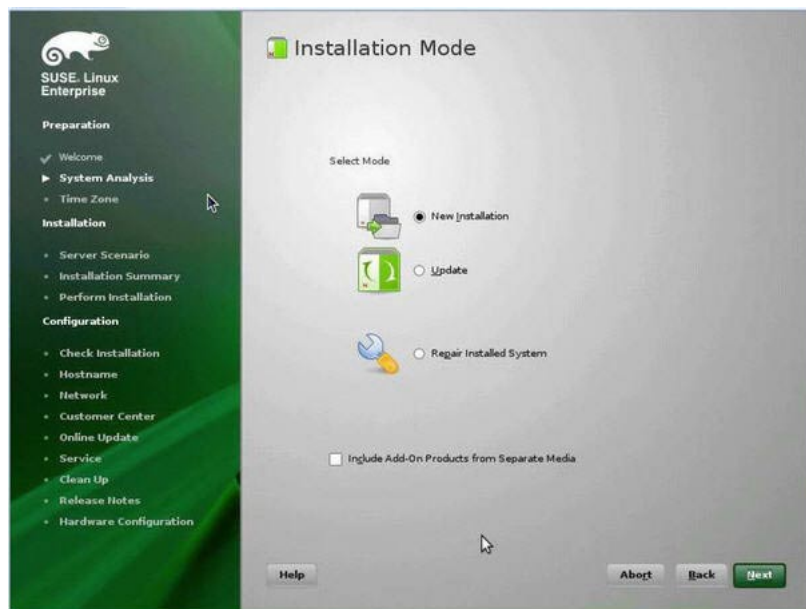 SUSE. Linux
Enterprise
Preparation
Welcome
System Analysis
Time Zone
Installation
Server Scenario
Installation Summary
Perform Installation
Configuration
Check Installation
Hostname
Network
Customer Center
Online Update
Service
Clean Up
Release Notes
Hardware Configuration
Installation Mode
Select Mode
New Installation
Update
Repair Installed System
Include Add-On Products from Separate Media
Help
Abort
Back
Next